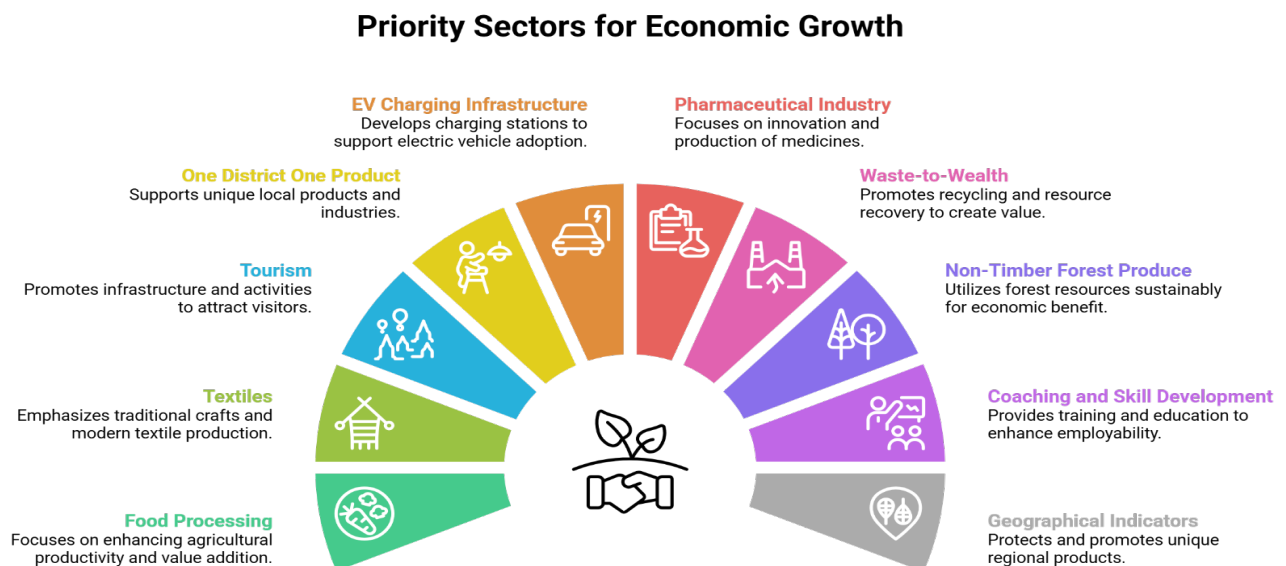 Priority Sectors for Economic Growth
EV Charging Infrastructure
Develops charging stations to
support electric vehicle adoption.
Pharmaceutical Industry
Focuses on innovation and
production of medicines.
One District One Product
Supports unique local products and
industries.
Waste-to-Wealth
Promotes recycling and resource
recovery to create value.
Tourism
Promotes infrastructure and activities
to attract visitors.
Non-Timber Forest Produce
Utilizes forest resources sustainably
for economic benefit.
Textiles
Emphasizes traditional crafts and
modern textile production.
Coaching and Skill Development
Provides training and education to
enhance employability.
Food Processing
Focuses on enhancing agricultural
productivity and value addition.
Geographical Indicators
Protects and promotes unique
regional products.